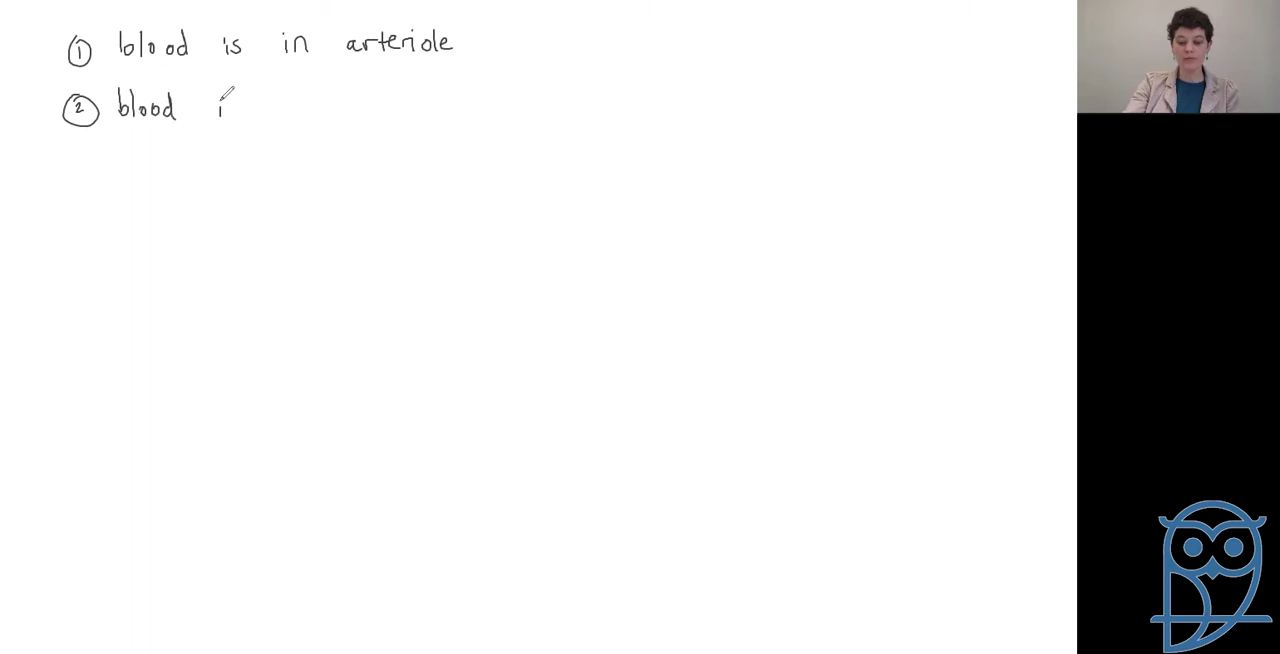 ① blood is in arteriole
② blood i